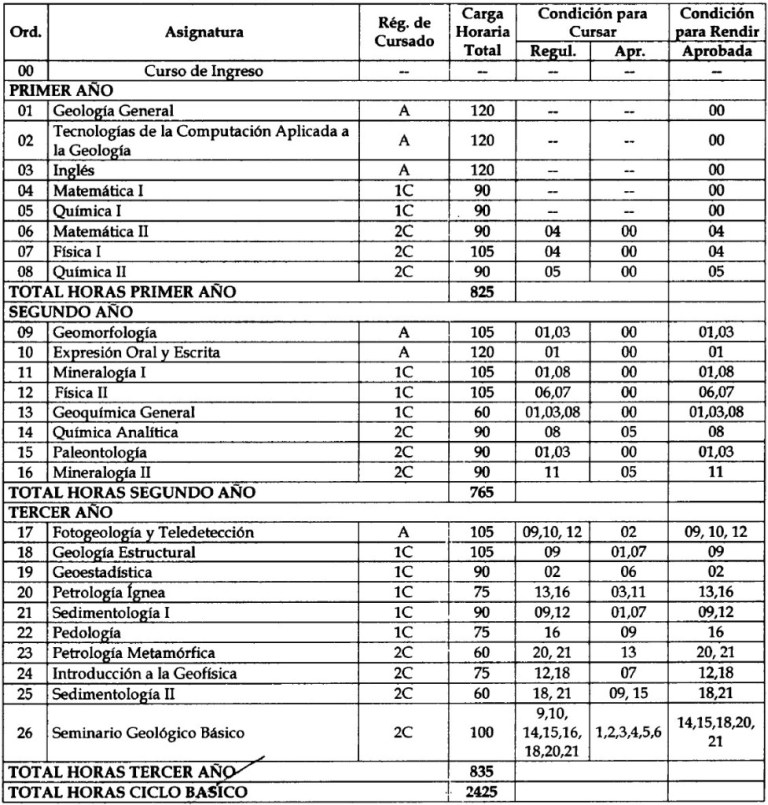 Ord. Asignatura Rég. de Cursado Carga Horaria Total Condición para Cursar Condición para Rendir
Regul. Apr. Aprobada
00 Curso de Ingreso -- -- -- -- --
PRIMER AÑO
01 Geología General A 120 -- -- 00
02 Tecnologías de la Computación Aplicada a la Geología A 120 -- -- 00
03 Inglés A 120 -- -- 00
04 Matemática I 1C 90 -- -- 00
05 Química I 1C 90 -- -- 00
06 Matemática II 2C 90 04 00 04
07 Física I 2C 105 04 00 04
08 Química II 2C 90 05 00 05
TOTAL HORAS PRIMER AÑO 825
SEGUNDO AÑO
09 Geomorfología A 105 01,03 00 01,03
10 Expresión Oral y Escrita A 120 01 00 01
11 Mineralogía I 1C 105 01,08 00 01,08
12 Física II 1C 105 06,07 00 06,07
13 Geoquímica General 1C 60 01,03,08 00 01,03,08
14 Química Analítica 2C 90 08 05 08
15 Paleontología 2C 90 01,03 00 01,03
16 Mineralogía II 2C 90 11 05 11
TOTAL HORAS SEGUNDO AÑO 765
TERCER AÑO
17 Fotogeología y Teledetección A 105 09,10, 12 02 09, 10, 12
18 Geología Estructural 1C 105 09 01,07 09
19 Geoestadística 1C 90 02 06 02
20 Petrología Ígnea 1C 75 13,16 03,11 13,16
21 Sedimentología I 1C 90 09,12 01,07 09,12
22 Pedología 1C 75 16 09 16
23 Petrología Metamórfica 2C 60 20, 21 13 20, 21
24 Introducción a la Geofísica 2C 75 12,18 07 12,18
25 Sedimentología II 2C 60 18, 21 09, 15 18,21
26 Seminario Geológico Básico 2C 100 9,10, 14,15,16, 18,20,21 1,2,3,4,5,6 14,15,18,20, 21
TOTAL HORAS TERCER AÑO 835
TOTAL HORAS CICLO BASICO 2425